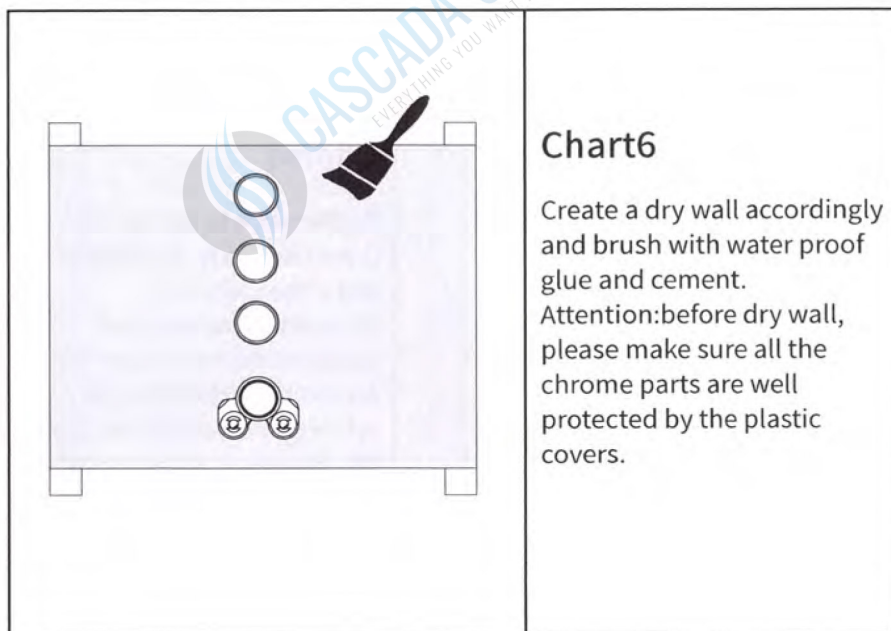 CASCADA
EVERYTHING YOU WANT
Chart6
Create a dry wall accordingly
and brush with water proof
glue and cement.
Attention:before dry wall,
please make sure all the
chrome parts are well
protected by the plastic
covers.